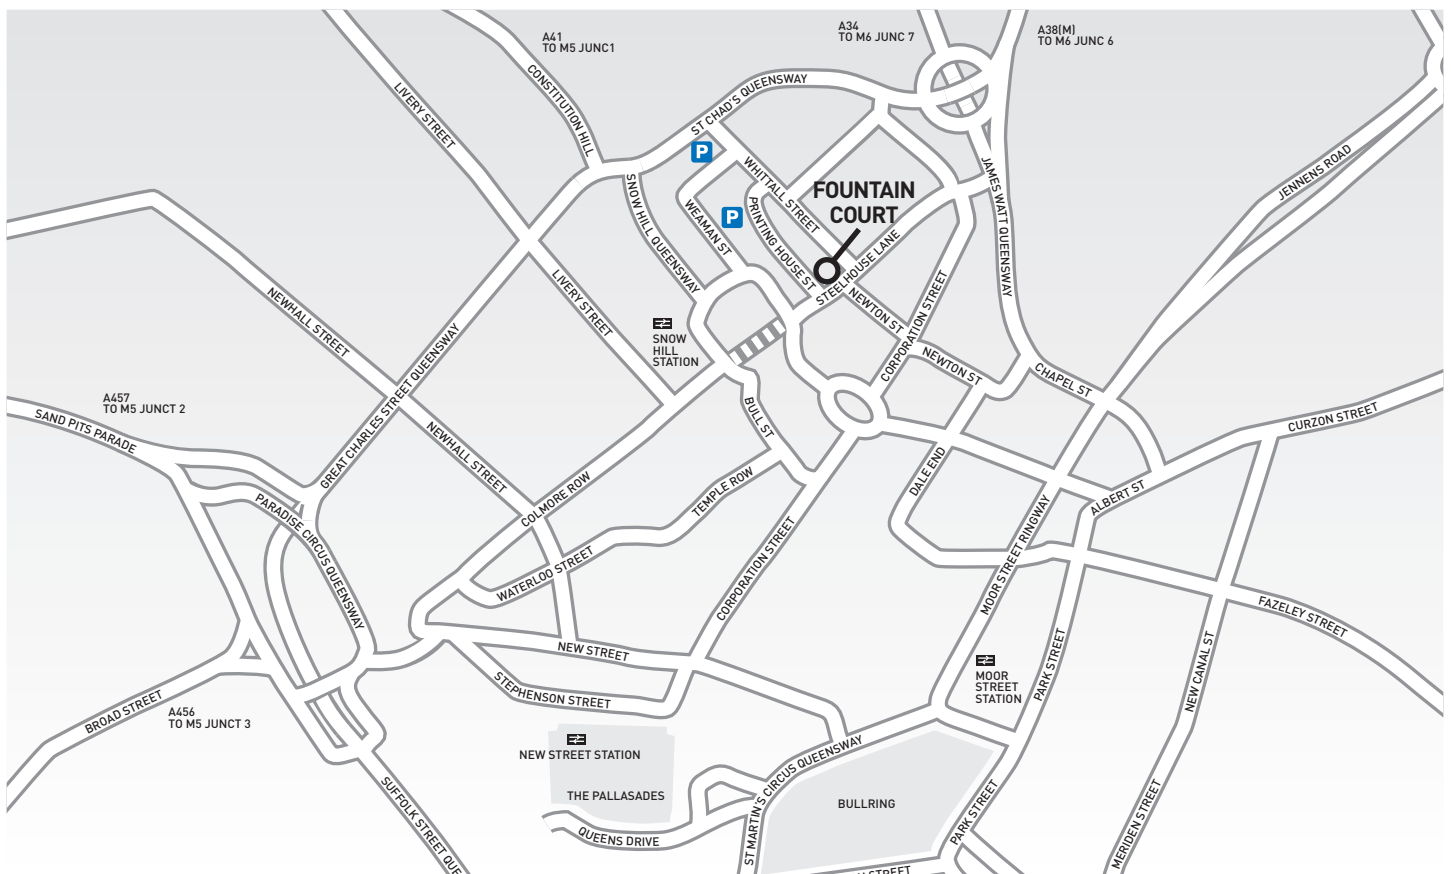 A41
TO M5 JUNC1
A34
TO M6 JUNC 7
A38(M)
TO M6 JUNC 6
CONSTITUTION HILL
LIVERY STREET
ST CHAD'S QUEENSWAY
P
WHITTALL STREET
JAMES WATT QUEENSWAY
JENNENS ROAD
SNOW HILL QUEENSWAY
WEAMAN ST
P
PRINTING HOUSE ST
FOUNTAIN
COURT
STEELHOUSE LANE
LIVERY STREET
NEWHALL STREET
NEWTON ST
CORPORATION STREET
SNOW
HILL
STATION
GREAT CHARLES STREET QUEENSWAY
NEWTON ST
CHAPEL ST
A457
TO M5 JUNCT 2
SAND PITS PARADE
BULL ST
CURZON STREET
NEWHALL STREET
DALE END
TEMPLE ROW
COLMORE ROW
ALBERT ST
PARADISE CIRCUS QUEENSWAY
MOOR STREET RINGWAY
WATERLOO STREET
CORPORATION STREET
FAZELEY STREET
NEW STREET
PARK STREET
NEW CANAL ST
STEPHENSON STREET
MOOR
STREET
STATION
BROAD STREET
A456
TO M5 JUNCT 3
NEW STREET STATION
ST MARTIN'S CIRCUS QUEENSWAY
THE PALLASADES
BULLRING
SUFFOLK STREET QUE
QUEENS DRIVE
PARK STREET
MERIDEN STREET
STREET